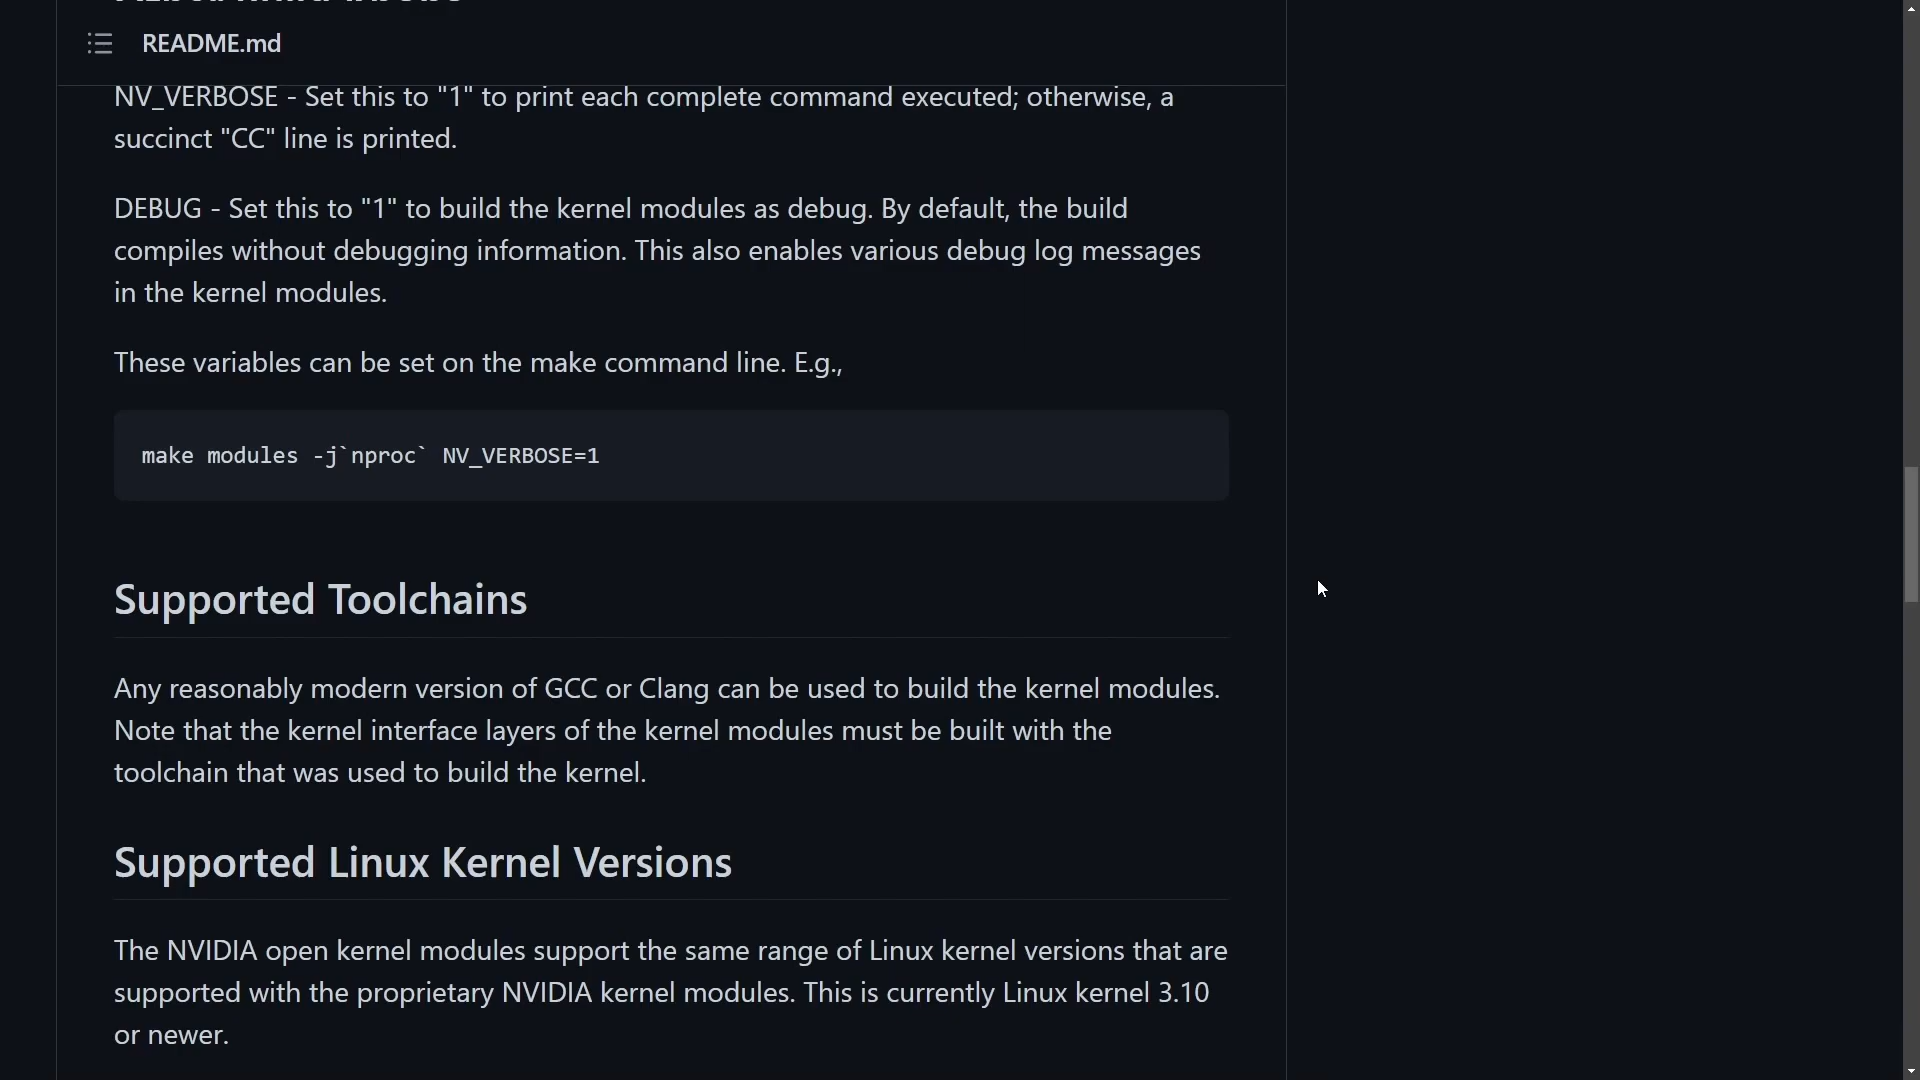 README.md
NV_VERBOSE - Set this to "1" to print each complete command executed; otherwise, a
succinct "CC" line is printed.
DEBUG - Set this to "1" to build the kernel modules as debug. By default, the build
compiles without debugging information. This also enables various debug log messages
in the kernel modules.
These variables can be set on the make command line. E.g.,
make modules -j`nproc` NV_VERBOSE=1
Supported Toolchains
Any reasonably modern version of GCC or Clang can be used to build the kernel modules.
Note that the kernel interface layers of the kernel modules must be built with the
toolchain that was used to build the kernel.
Supported Linux Kernel Versions
The NVIDIA open kernel modules support the same range of Linux kernel versions that are
supported with the proprietary NVIDIA kernel modules. This is currently Linux kernel 3.10
or newer.